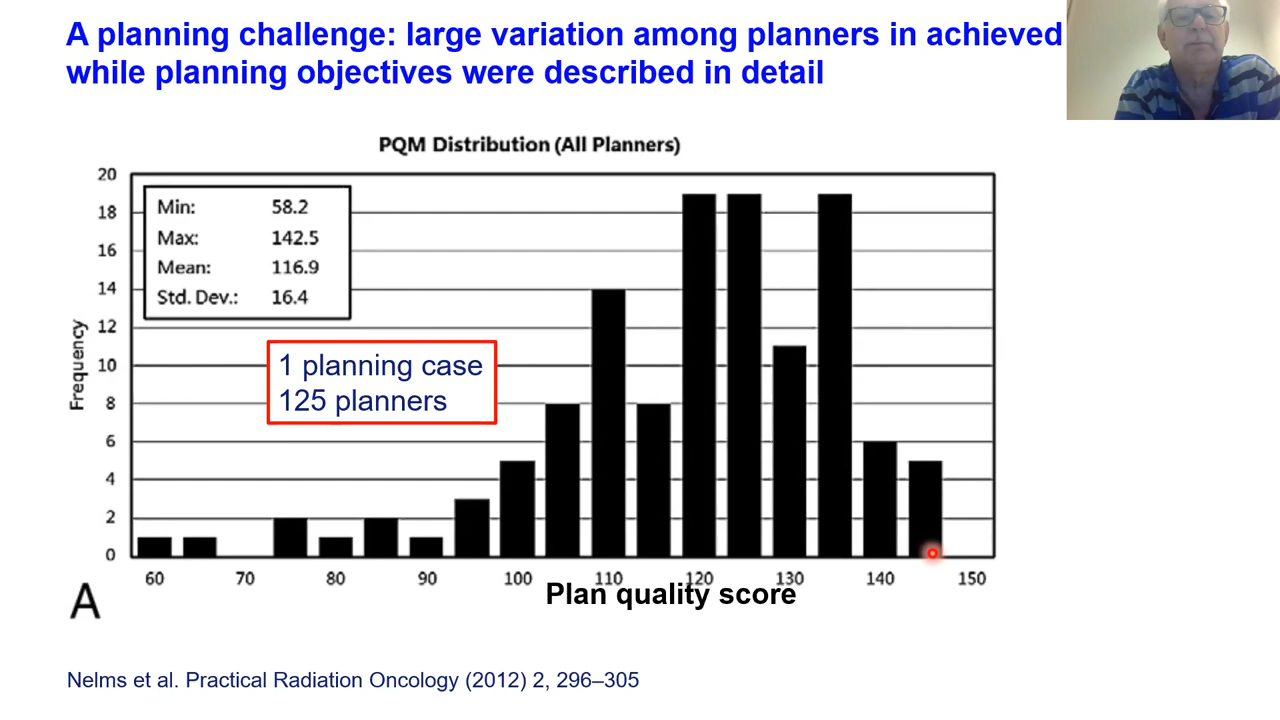 A planning challenge: large variation among planners in achieved
while planning objectives were described in detail
PQM Distribution (All Planners)
20
18
16
14
12
10
8
6
4
2
0
Frequency
Min: 58.2
Max: 142.5
Mean: 116.9
Std. Dev.: 16.4
1 planning case
125 planners
60 70 80 90 100 110 120 130 140 150
Plan quality score
A
Nelms et al. Practical Radiation Oncology (2012) 2, 296–305